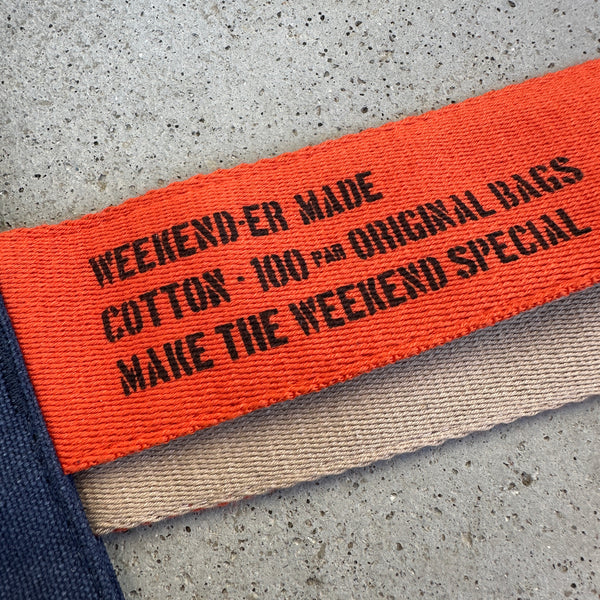 WEEKEND-ER MADE
COTTON · 100 PAR ORIGINAL BAGS
MAKE THE WEEKEND SPECIAL